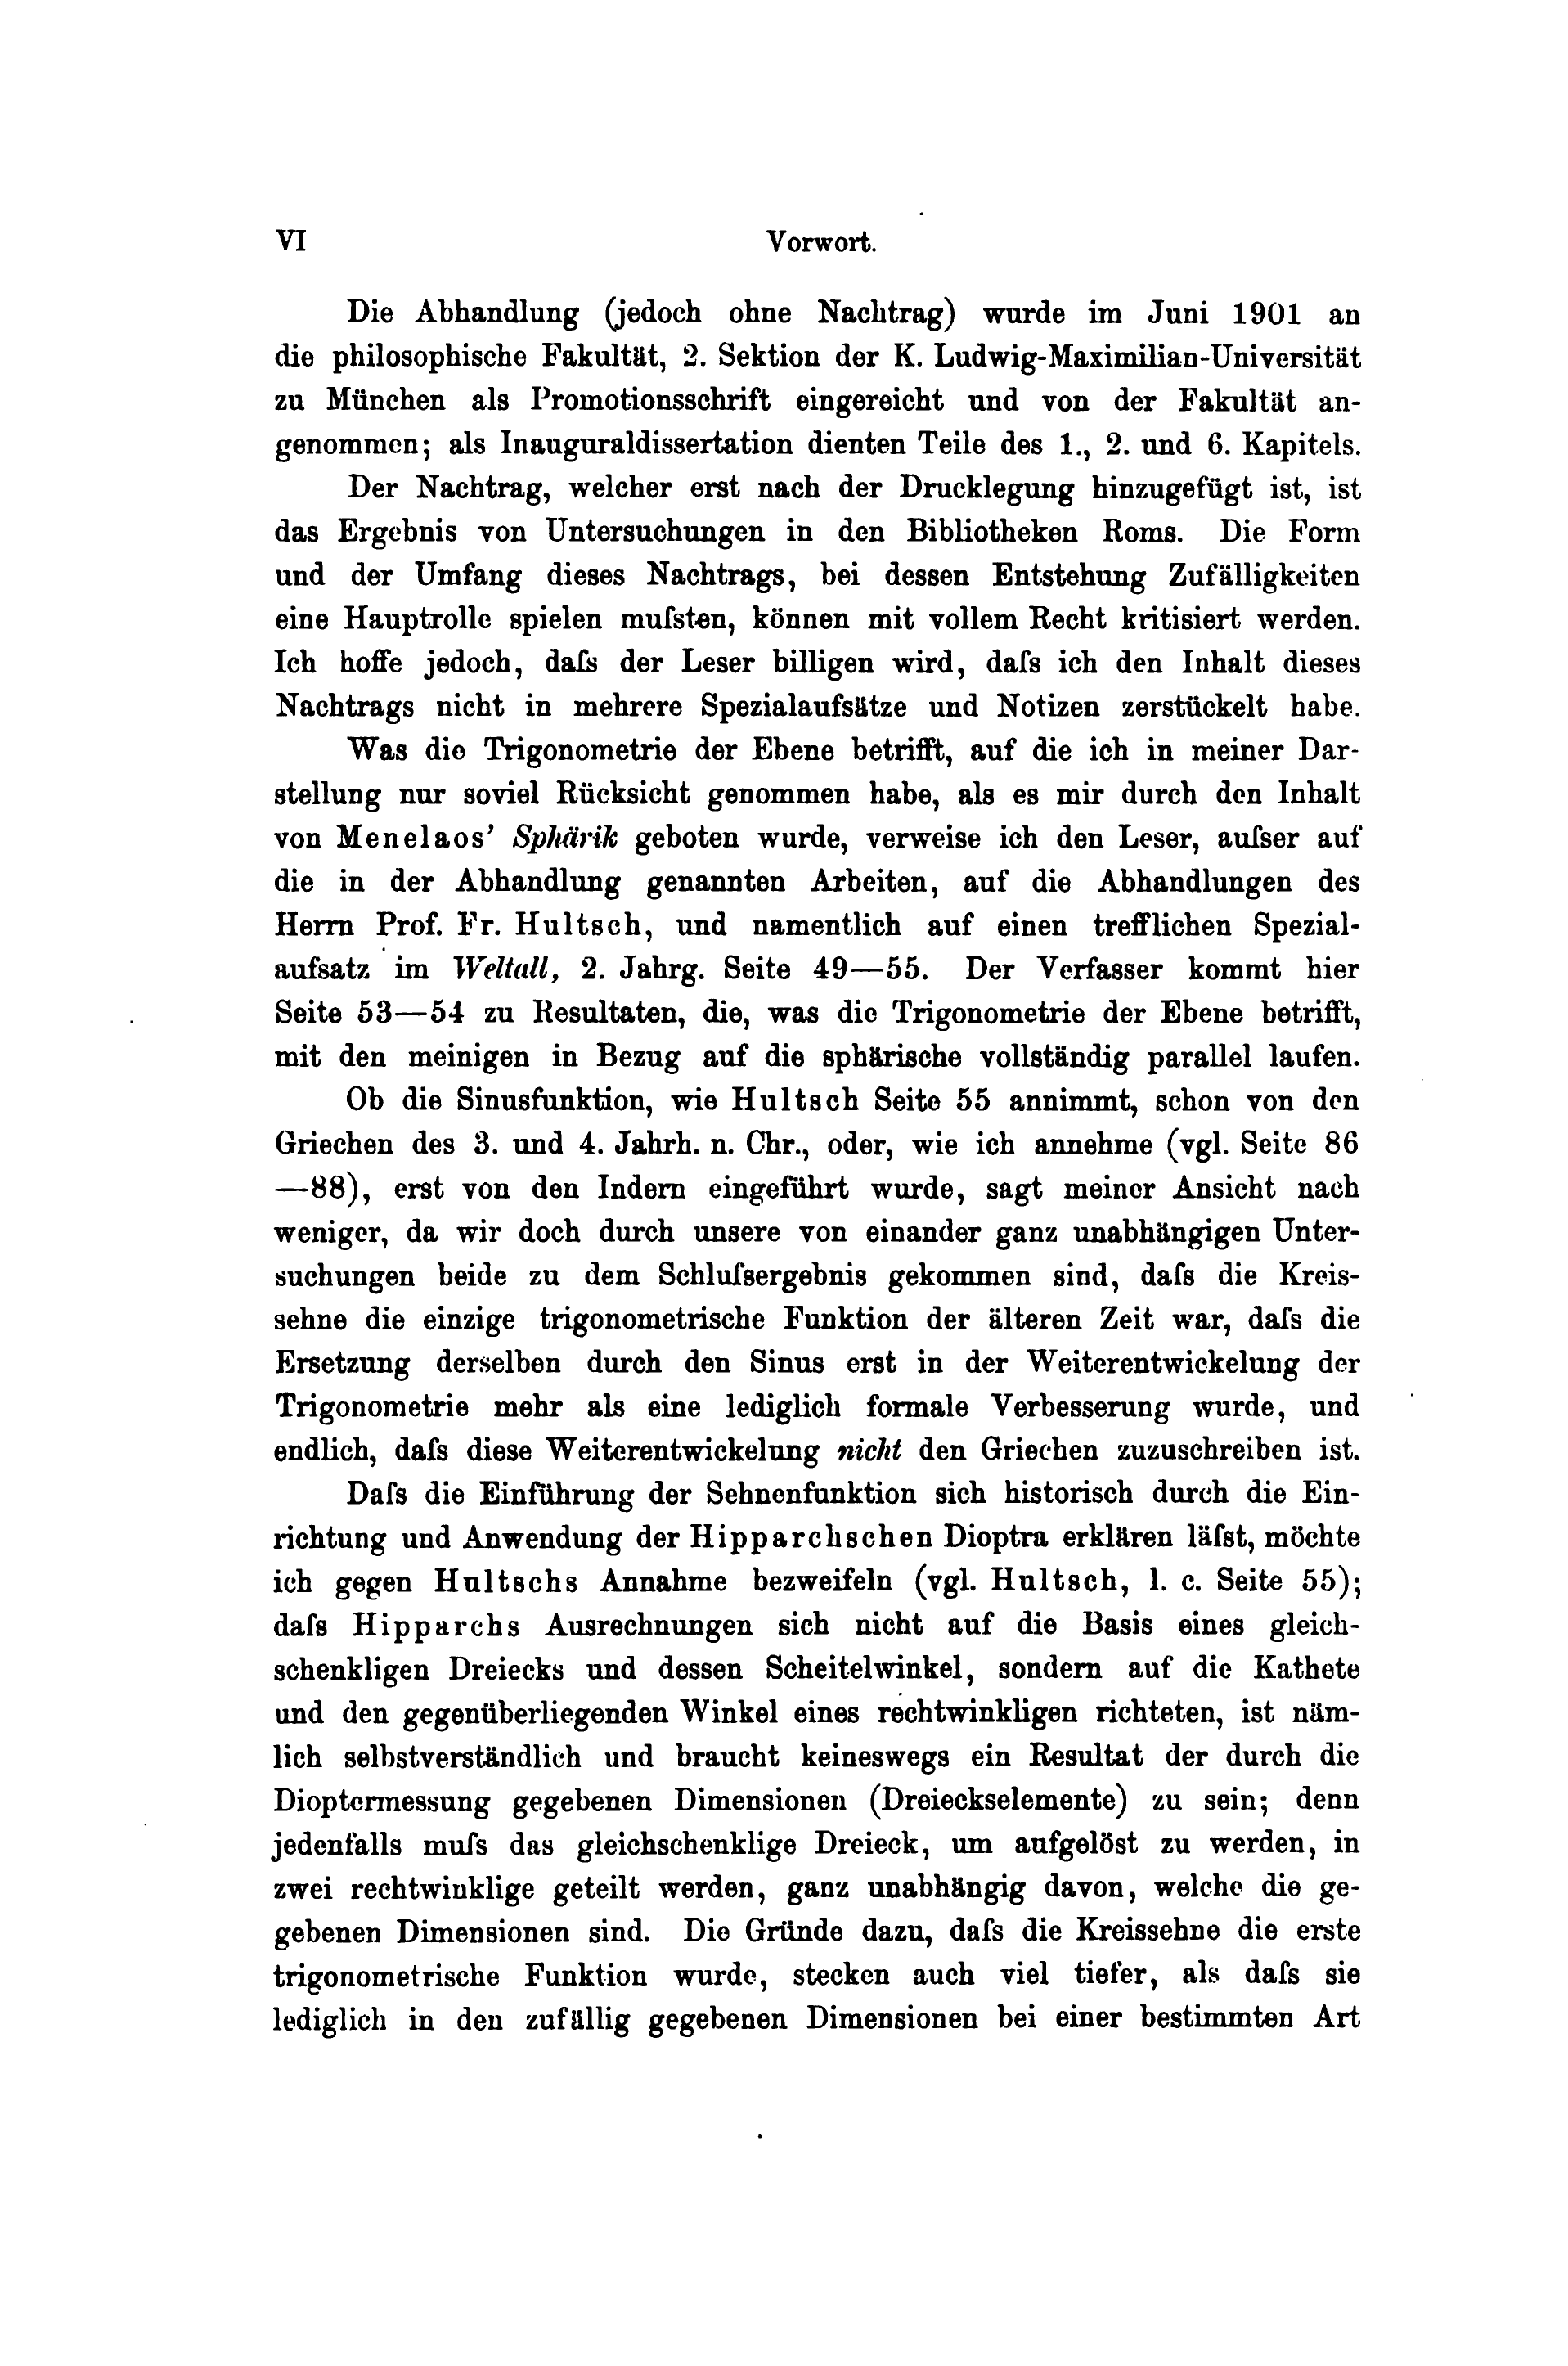 VI Vorwort.
Die Abhandlung (jedoch ohne Nachtrag) wurde im Juni 1901 an
die philosophische Fakultät, 2. Sektion der K. Ludwig-Maximilian-Universität
zu München als Promotionsschrift eingereicht und von der Fakultät an-
genommen; als Inauguraldissertation dienten Teile des 1., 2. und 6. Kapitels.
Der Nachtrag, welcher erst nach der Drucklegung hinzugefügt ist, ist
das Ergebnis von Untersuchungen in den Bibliotheken Roms. Die Form
und der Umfang dieses Nachtrags, bei dessen Entstehung Zufälligkeiten
eine Hauptrolle spielen muſsten, können mit vollem Recht kritisiert werden.
Ich hoffe jedoch, daſs der Leser billigen wird, daſs ich den Inhalt dieses
Nachtrags nicht in mehrere Spezialaufsätze und Notizen zerstückelt habe.
Was die Trigonometrie der Ebene betrifft, auf die ich in meiner Dar-
stellung nur soviel Rücksicht genommen habe, als es mir durch den Inhalt
von Menelaos' Sphärik geboten wurde, verweise ich den Leser, auſser auf
die in der Abhandlung genannten Arbeiten, auf die Abhandlungen des
Herrn Prof. Fr. Hultsch, und namentlich auf einen trefflichen Spezial-
aufsatz im Weltall, 2. Jahrg. Seite 49—55. Der Verfasser kommt hier
Seite 53—54 zu Resultaten, die, was die Trigonometrie der Ebene betrifft,
mit den meinigen in Bezug auf die sphärische vollständig parallel laufen.
Ob die Sinusfunktion, wie Hultsch Seite 55 annimmt, schon von den
Griechen des 3. und 4. Jahrh. n. Chr., oder, wie ich annehme (vgl. Seite 86
—88), erst von den Indern eingeführt wurde, sagt meiner Ansicht nach
weniger, da wir doch durch unsere von einander ganz unabhängigen Unter-
suchungen beide zu dem Schluſsergebnis gekommen sind, daſs die Kreis-
sehne die einzige trigonometrische Funktion der älteren Zeit war, daſs die
Ersetzung derselben durch den Sinus erst in der Weiterentwickelung der
Trigonometrie mehr als eine lediglich formale Verbesserung wurde, und
endlich, daſs diese Weiterentwickelung nicht den Griechen zuzuschreiben ist.
Daſs die Einführung der Sehnenfunktion sich historisch durch die Ein-
richtung und Anwendung der Hipparchschen Dioptra erklären läſst, möchte
ich gegen Hultschs Annahme bezweifeln (vgl. Hultsch, l. c. Seite 55);
daſs Hipparchs Ausrechnungen sich nicht auf die Basis eines gleich-
schenkligen Dreiecks und dessen Scheitelwinkel, sondern auf die Kathete
und den gegenüberliegenden Winkel eines rechtwinkligen richteten, ist näm-
lich selbstverständlich und braucht keineswegs ein Resultat der durch die
Dioptermessung gegebenen Dimensionen (Dreieckselemente) zu sein; denn
jedenfalls muſs das gleichschenklige Dreieck, um aufgelöst zu werden, in
zwei rechtwinklige geteilt werden, ganz unabhängig davon, welche die ge-
gebenen Dimensionen sind. Die Gründe dazu, daſs die Kreissehne die erste
trigonometrische Funktion wurde, stecken auch viel tiefer, als daſs sie
lediglich in den zufällig gegebenen Dimensionen bei einer bestimmten Art